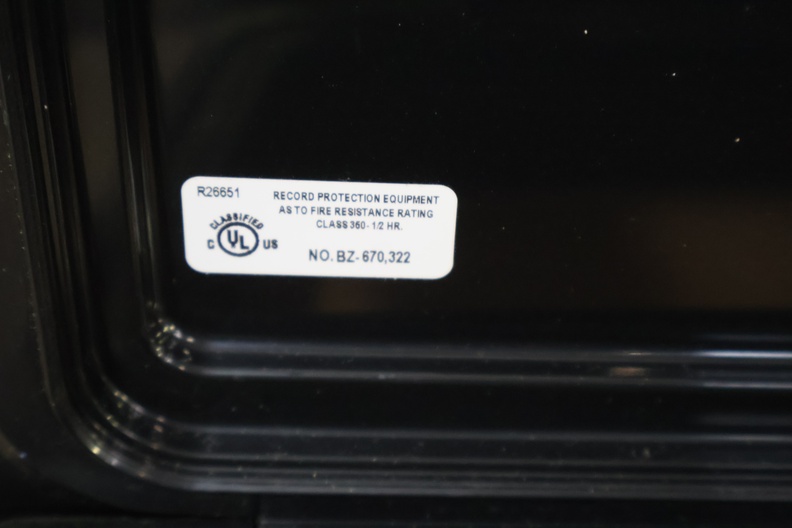 R26651
RECORD PROTECTION EQUIPMENT
AS TO FIRE RESISTANCE RATING
CLASS 350-1/2 HR.
CLASSIFIED
C UL US
NO. BZ-670,322